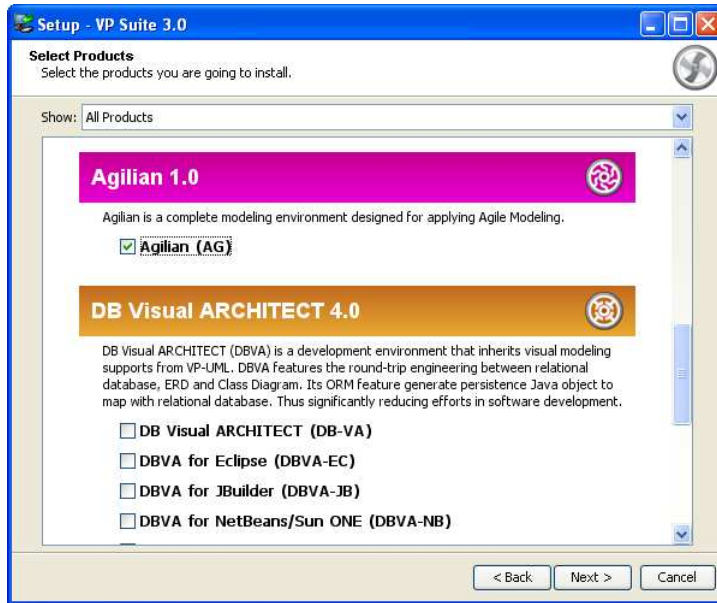 Setup - VP Suite 3.0
Select Products
Select the products you are going to install.
Show: All Products
Agilian 1.0
Agilian is a complete modeling environment designed for applying Agile Modeling.
Agilian (AG)
DB Visual ARCHITECT 4.0
DB Visual ARCHITECT (DBVA) is a development environment that inherits visual modeling
supports from VP-UML. DBVA features the round-trip engineering between relational
database, ERD and Class Diagram. Its ORM feature generate persistence Java object to
map with relational database. Thus significantly reducing efforts in software development.
DB Visual ARCHITECT (DB-VA)
DBVA for Eclipse (DBVA-EC)
DBVA for JBuilder (DBVA-JB)
DBVA for NetBeans/Sun ONE (DBVA-NB)
< Back Next > Cancel